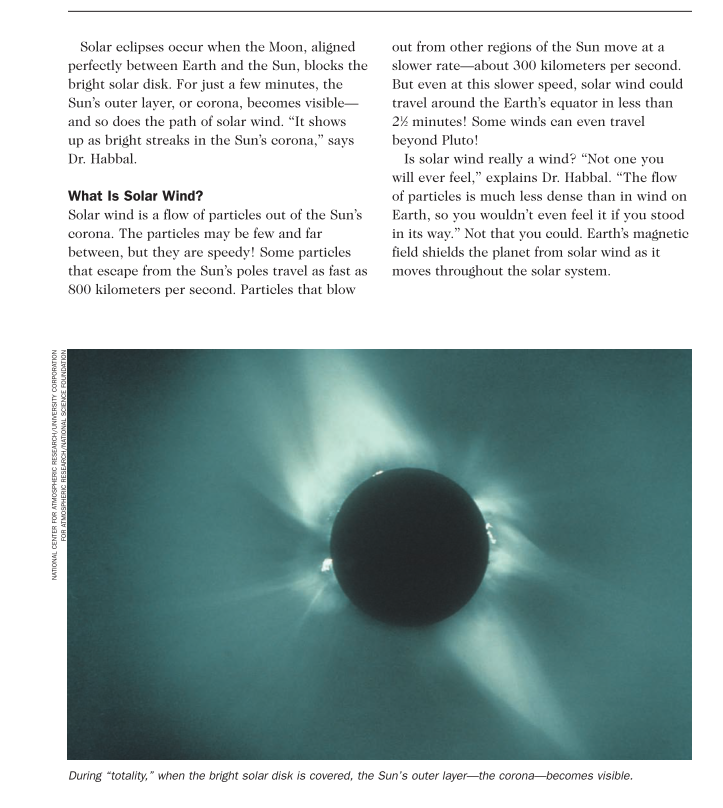 Solar eclipses occur when the Moon, aligned
perfectly between Earth and the Sun, blocks the
bright solar disk. For just a few minutes, the
Sun's outer layer, or corona, becomes visible—
and so does the path of solar wind. “It shows
up as bright streaks in the Sun's corona,” says
Dr. Habbal.
What Is Solar Wind?
Solar wind is a flow of particles out of the Sun's
corona. The particles may be few and far
between, but they are speedy! Some particles
that escape from the Sun's poles travel as fast as
800 kilometers per second. Particles that blow
out from other regions of the Sun move at a
slower rate—about 300 kilometers per second.
But even at this slower speed, solar wind could
travel around the Earth's equator in less than
2½ minutes! Some winds can even travel
beyond Pluto!
Is solar wind really a wind? “Not one you
will ever feel,” explains Dr. Habbal. “The flow
of particles is much less dense than in wind on
Earth, so you wouldn't even feel it if you stood
in its way.” Not that you could. Earth's magnetic
field shields the planet from solar wind as it
moves throughout the solar system.
NATIONAL CENTER FOR ATMOSPHERIC RESEARCH/UNIVERSITY CORPORATION
FOR ATMOSPHERIC RESEARCH/NATIONAL SCIENCE FOUNDATION
During “totality,” when the bright solar disk is covered, the Sun's outer layer—the corona—becomes visible.